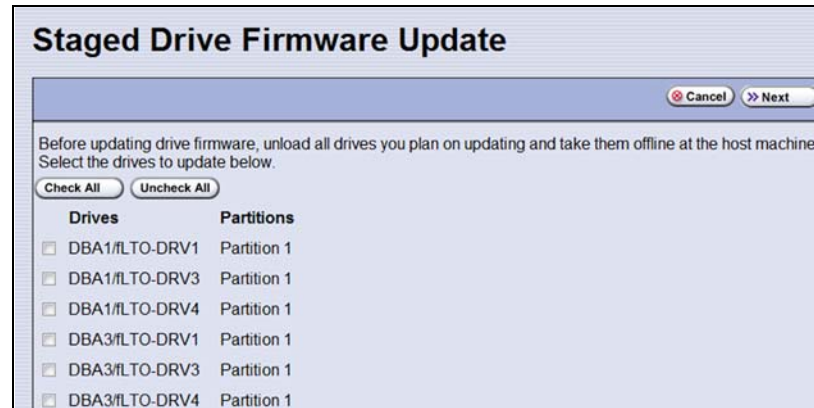 Staged Drive Firmware Update
Cancel Next
Before updating drive firmware, unload all drives you plan on updating and take them offline at the host machine
Select the drives to update below.
Check All Uncheck All
Drives Partitions
DBA1/fLTO-DRV1 Partition 1
DBA1/fLTO-DRV3 Partition 1
DBA1/fLTO-DRV4 Partition 1
DBA3/fLTO-DRV1 Partition 1
DBA3/fLTO-DRV3 Partition 1
DBA3/fLTO-DRV4 Partition 1